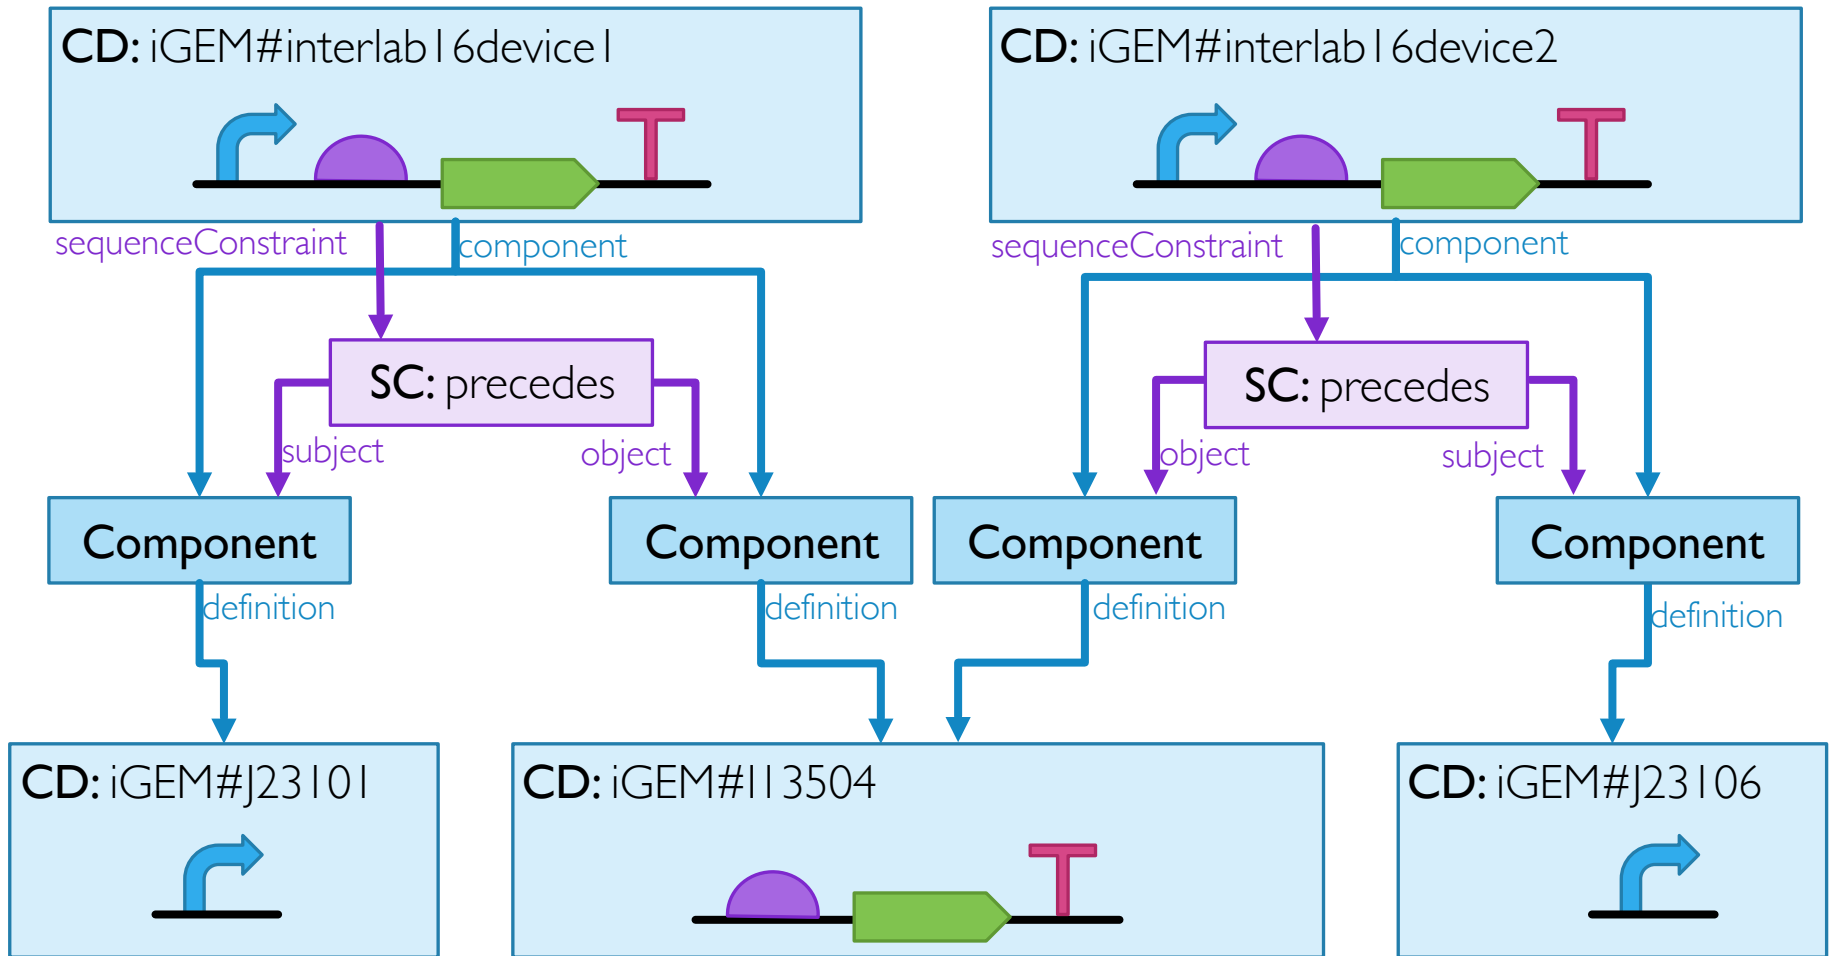 CD: iGEM#interlab16device1
CD: iGEM#interlab16device2
sequenceConstraint
component
sequenceConstraint
component
SC: precedes
SC: precedes
subject
object
object
subject
Component
Component
Component
Component
definition
definition
definition
definition
CD: iGEM#J23101
CD: iGEM#I13504
CD: iGEM#J23106